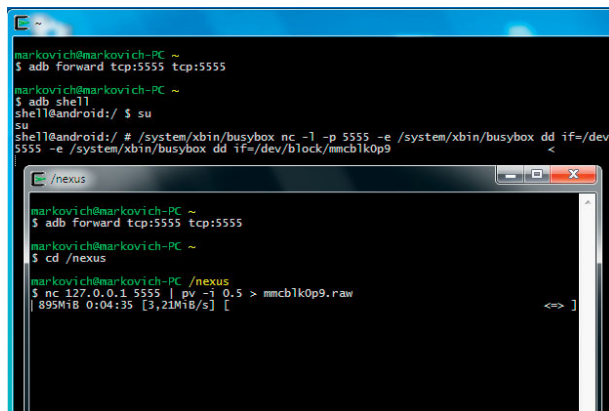 ~
markovich@markovich-PC ~
$ adb forward tcp:5555 tcp:5555
markovich@markovich-PC ~
$ adb shell
shell@android:/ $ su
su
shell@android:/ # /system/xbin/busybox nc -l -p 5555 -e /system/xbin/busybox dd if=/dev
5555 -e /system/xbin/busybox dd if=/dev/block/mmcblk0p9 <
/nexus
markovich@markovich-PC ~
$ adb forward tcp:5555 tcp:5555
markovich@markovich-PC ~
$ cd /nexus
markovich@markovich-PC /nexus
$ nc 127.0.0.1 5555 | pv -i 0.5 > mmcblk0p9.raw
895MiB 0:04:35 [3,21MiB/s] [ <=> ]